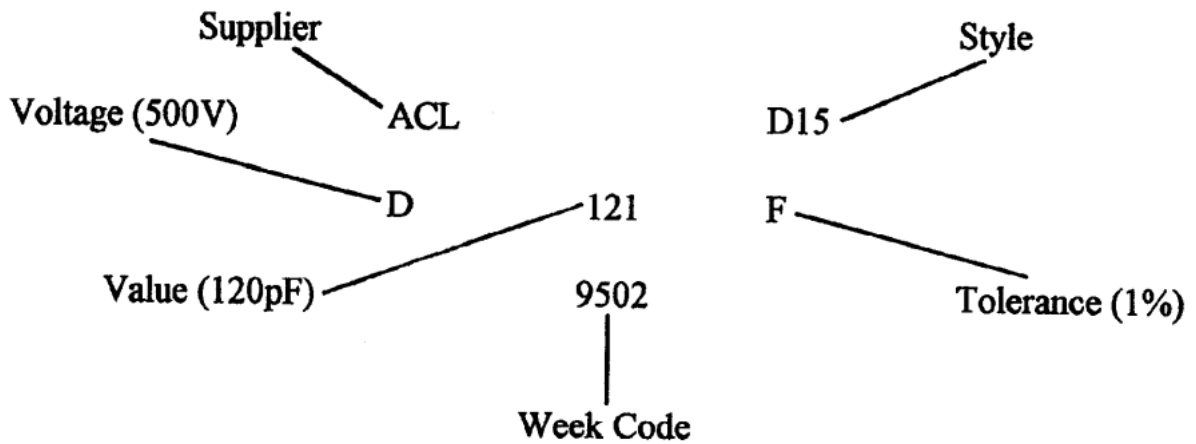 Supplier
Style
Voltage (500V)
ACL
D15
D
121
F
Value (120pF)
9502
Tolerance (1%)
Week Code